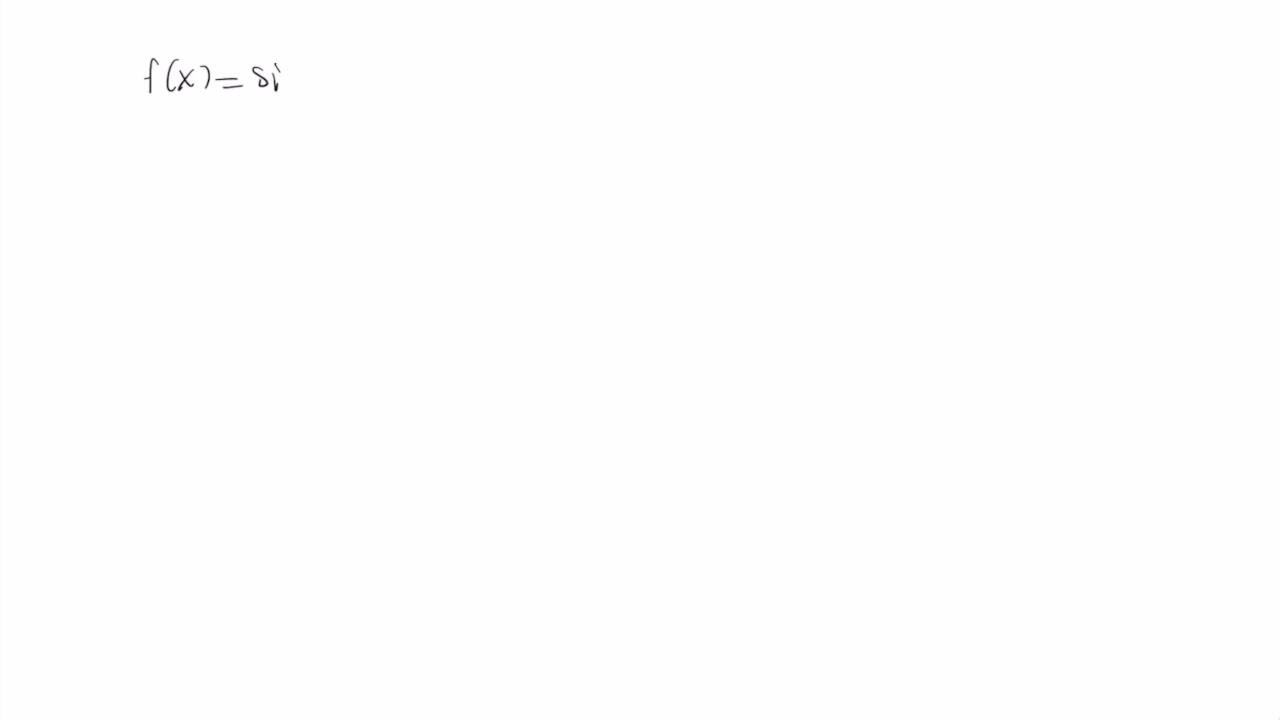 f(x) = si